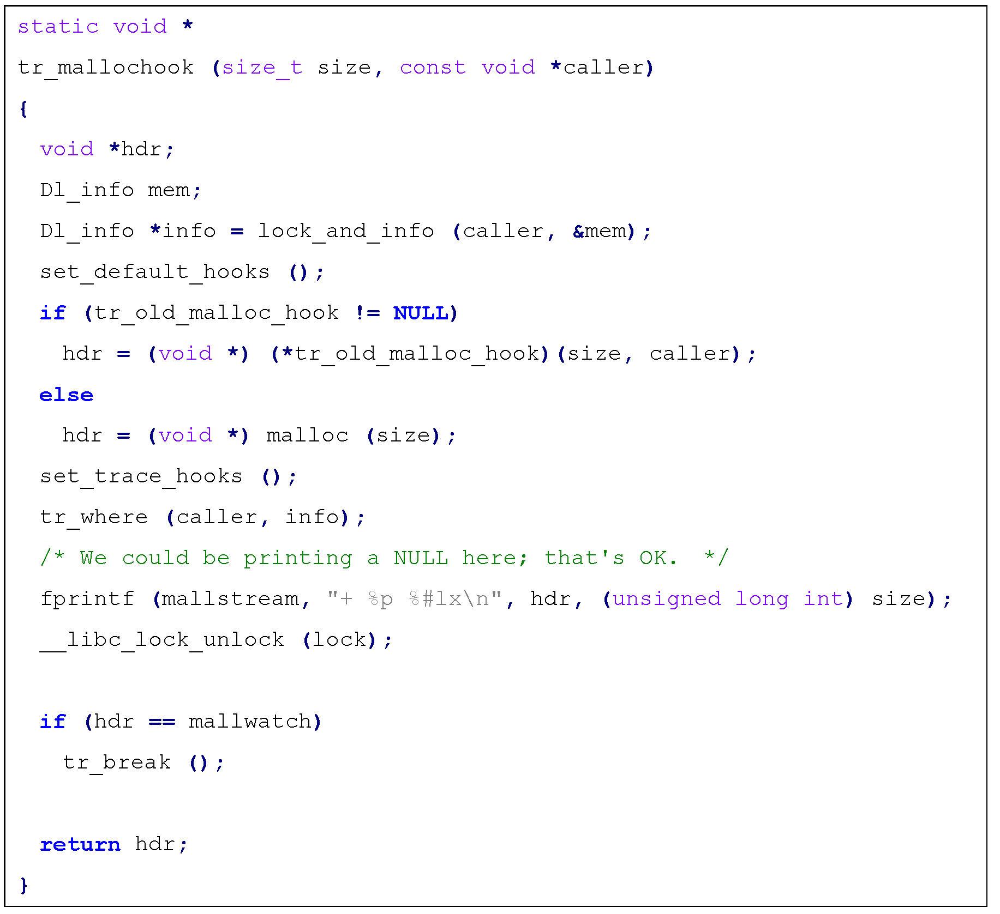 static void *
tr_mallochook (size_t size, const void *caller)
{
  void *hdr;
  Dl_info mem;
  Dl_info *info = lock_and_info (caller, &mem);
  set_default_hooks ();
  if (tr_old_malloc_hook != NULL)
    hdr = (void *) (*tr_old_malloc_hook)(size, caller);
  else
    hdr = (void *) malloc (size);
  set_trace_hooks ();
  tr_where (caller, info);
  /* We could be printing a NULL here; that's OK.  */
  fprintf (mallstream, "+ %p %#lx\n", hdr, (unsigned long int) size);
  __libc_lock_unlock (lock);
  if (hdr == mallwatch)
    tr_break ();
  return hdr;
}